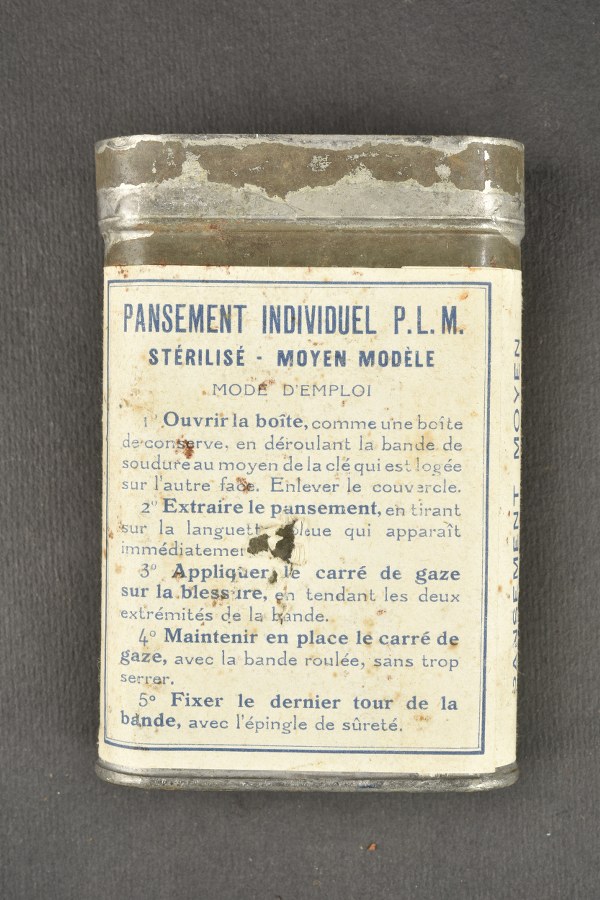 PANSEMENT INDIVIDUEL P.L.M.
STÉRILISÉ - MOYEN MODÈLE
MODE D'EMPLOI
1° Ouvrir la boîte, comme une boîte
de conserve, en déroulant la bande de
soudure au moyen de la clé qui est logée
sur l'autre face. Enlever le couvercle.
2° Extraire le pansement, en tirant
sur la languette bleue qui apparaît
immédiatemen
3° Appliquer le carré de gaze
sur la blessure, en tendant les deux
extrémités de la bande.
4° Maintenir en place le carré de
gaze, avec la bande roulée, sans trop
serrer.
5° Fixer le dernier tour de la
bande, avec l'épingle de sûreté.
PANSEMENT MOYEN